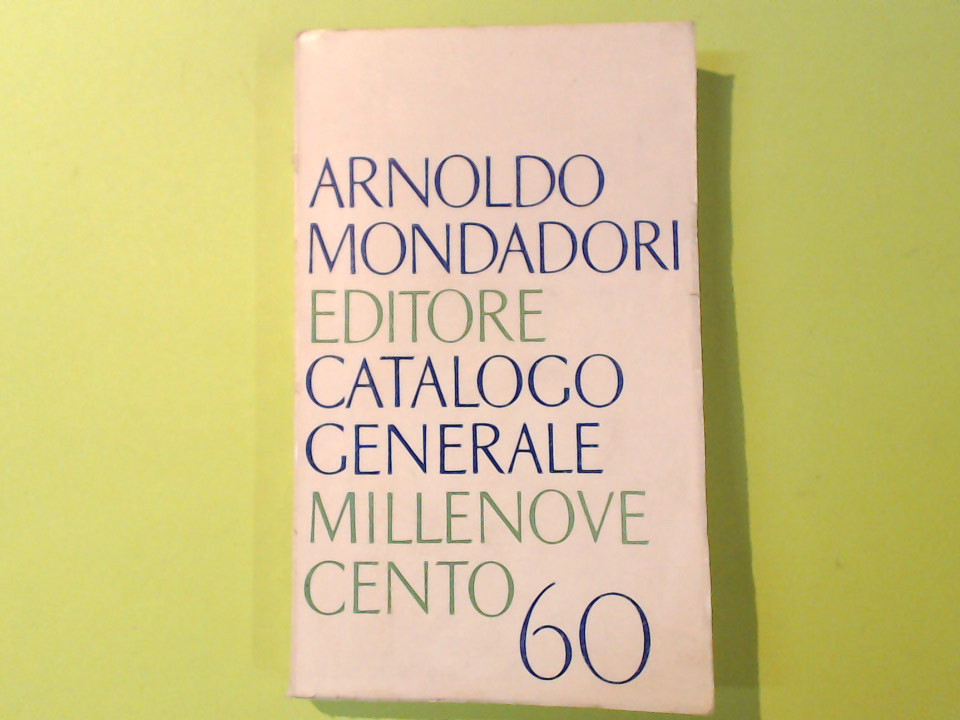 ARNOLDO
MONDADORI
EDITORE
CATALOGO
GENERALE
MILLENOVE
CENTO
60